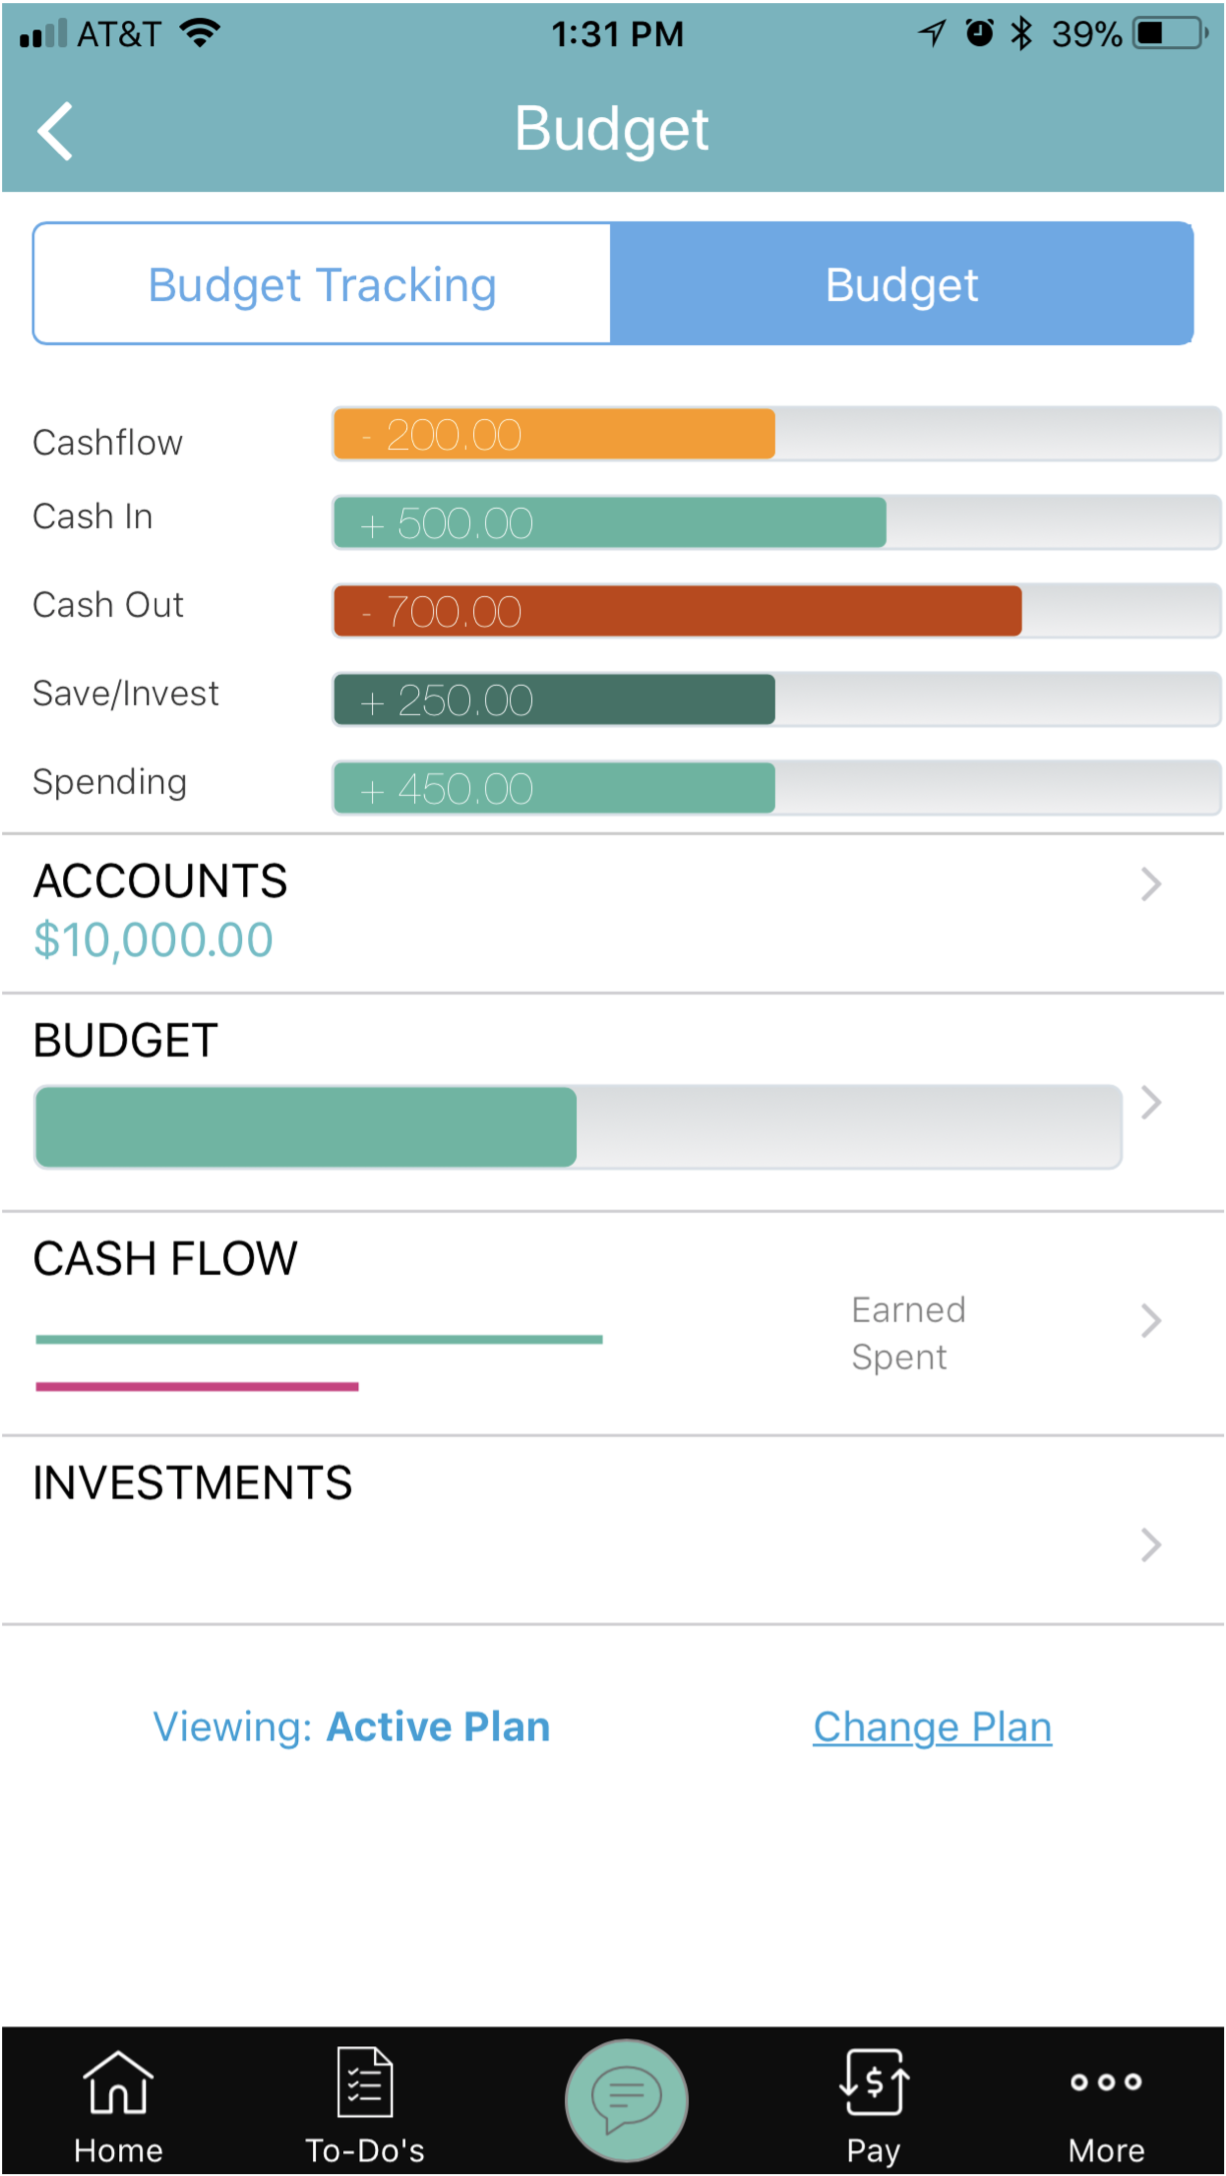 AT&T 1:31 PM 39%
Budget
Budget Tracking Budget
Cashflow - 200.00
Cash In + 500.00
Cash Out - 700.00
Save/Invest + 250.00
Spending + 450.00
ACCOUNTS
$10,000.00
BUDGET
CASH FLOW
Earned
Spent
INVESTMENTS
Viewing: Active Plan Change Plan
$
Home To-Do's Pay More